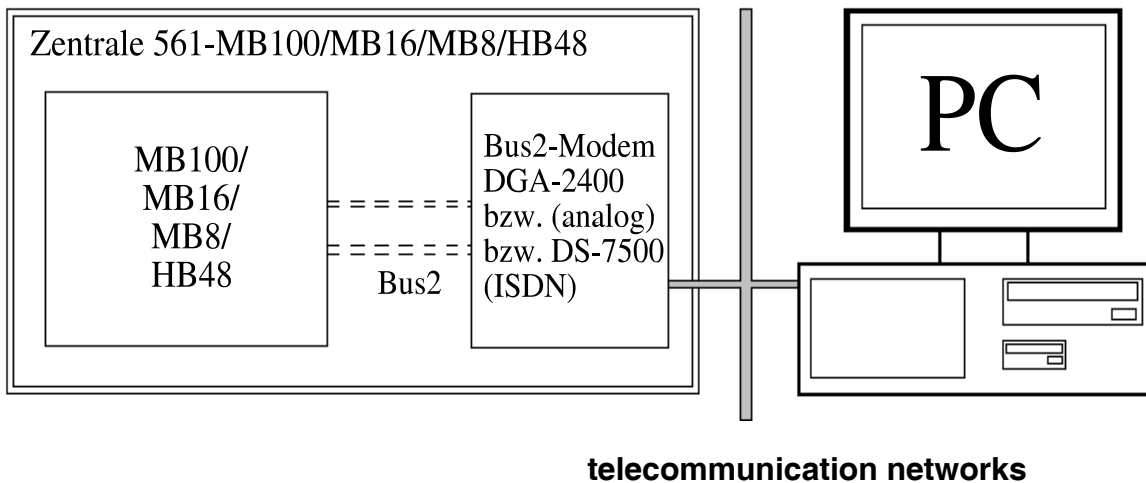 Zentrale 561-MB100/MB16/MB8/HB48
MB100/
MB16/
MB8/
HB48
Bus2
Bus2-Modem
DGA-2400
bzw. (analog)
bzw. DS-7500
(ISDN)
PC
telecommunication networks